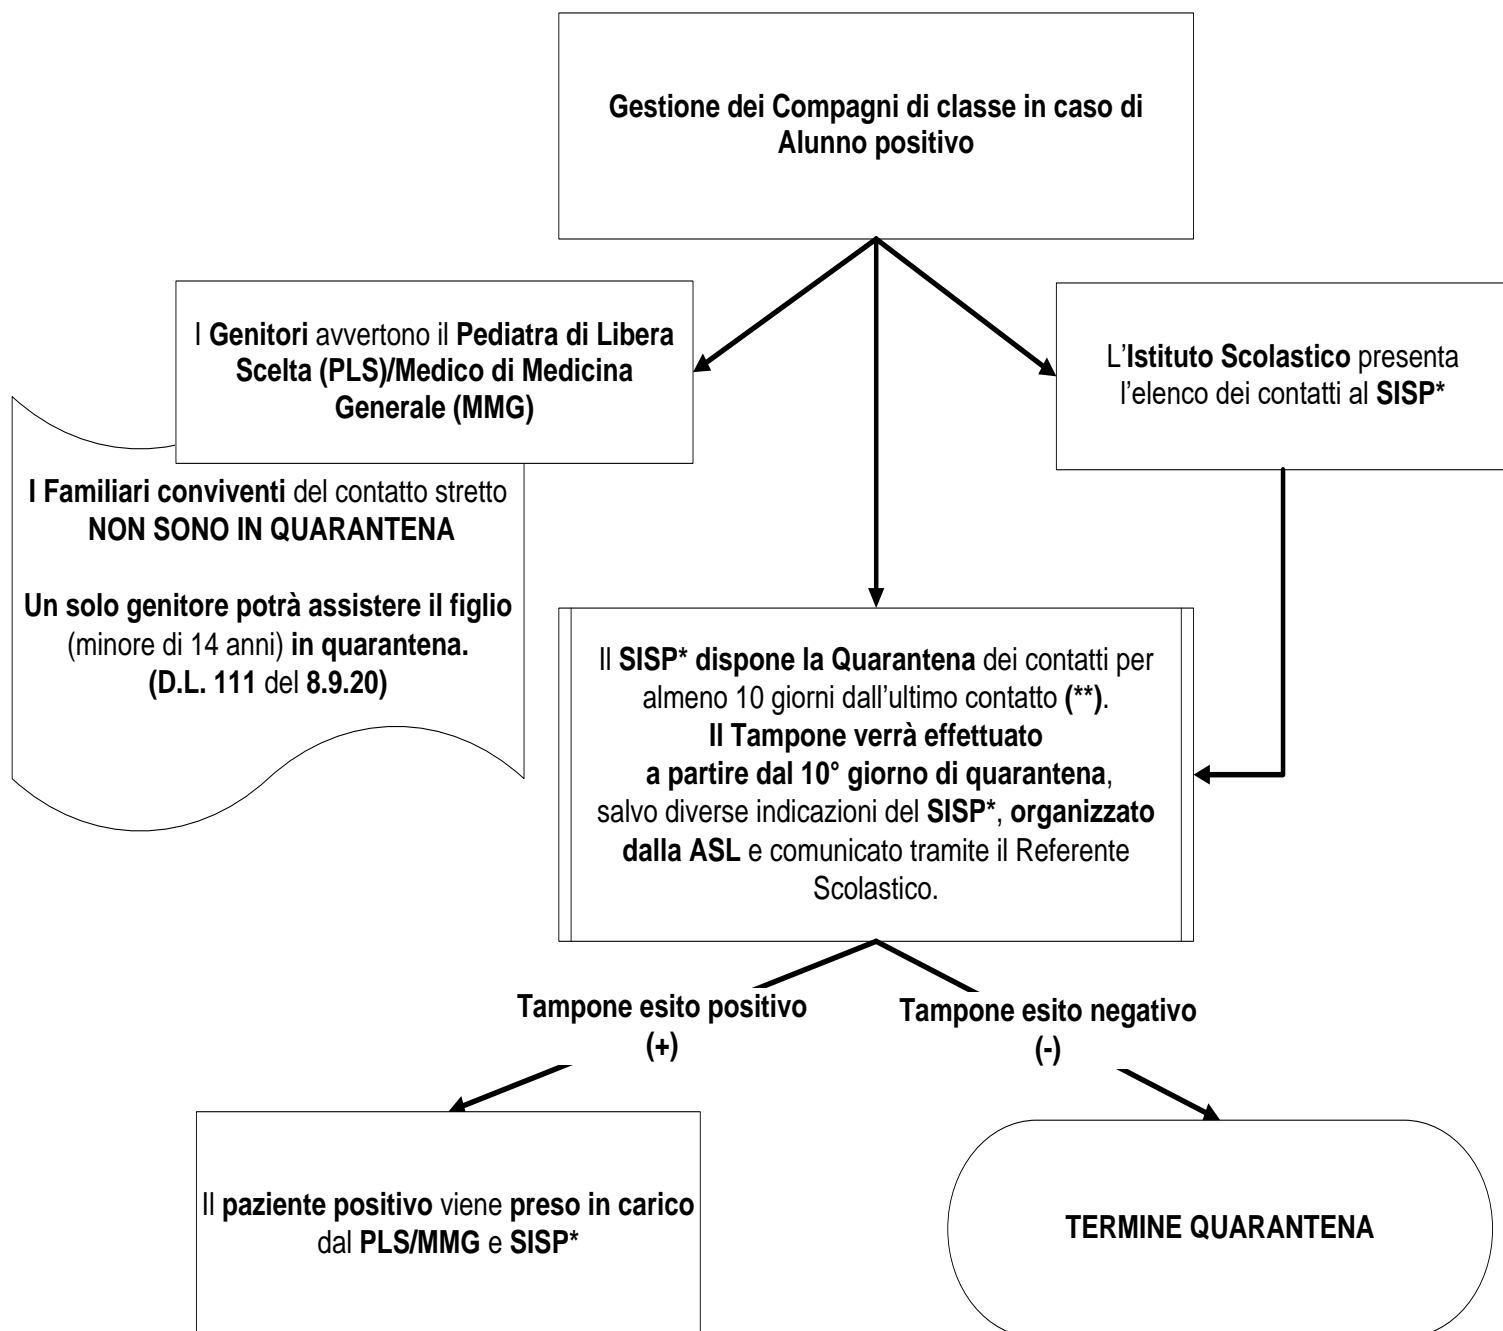 Gestione dei Compagni di classe in caso di
Alunno positivo
I Genitori avvertono il Pediatra di Libera
Scelta (PLS)/Medico di Medicina
Generale (MMG)
L’Istituto Scolastico presenta
l’elenco dei contatti al SISP*
I Familiari conviventi del contatto stretto
NON SONO IN QUARANTENA
Un solo genitore potrà assistere il figlio
(minore di 14 anni) in quarantena.
(D.L. 111 del 8.9.20)
Il SISP* dispone la Quarantena dei contatti per
almeno 10 giorni dall’ultimo contatto (**).
Il Tampone verrà effettuato
a partire dal 10° giorno di quarantena,
salvo diverse indicazioni del SISP*, organizzato
dalla ASL e comunicato tramite il Referente
Scolastico.
Tampone esito positivo
(+)
Tampone esito negativo
(-)
Il paziente positivo viene preso in carico
dal PLS/MMG e SISP*
TERMINE QUARANTENA